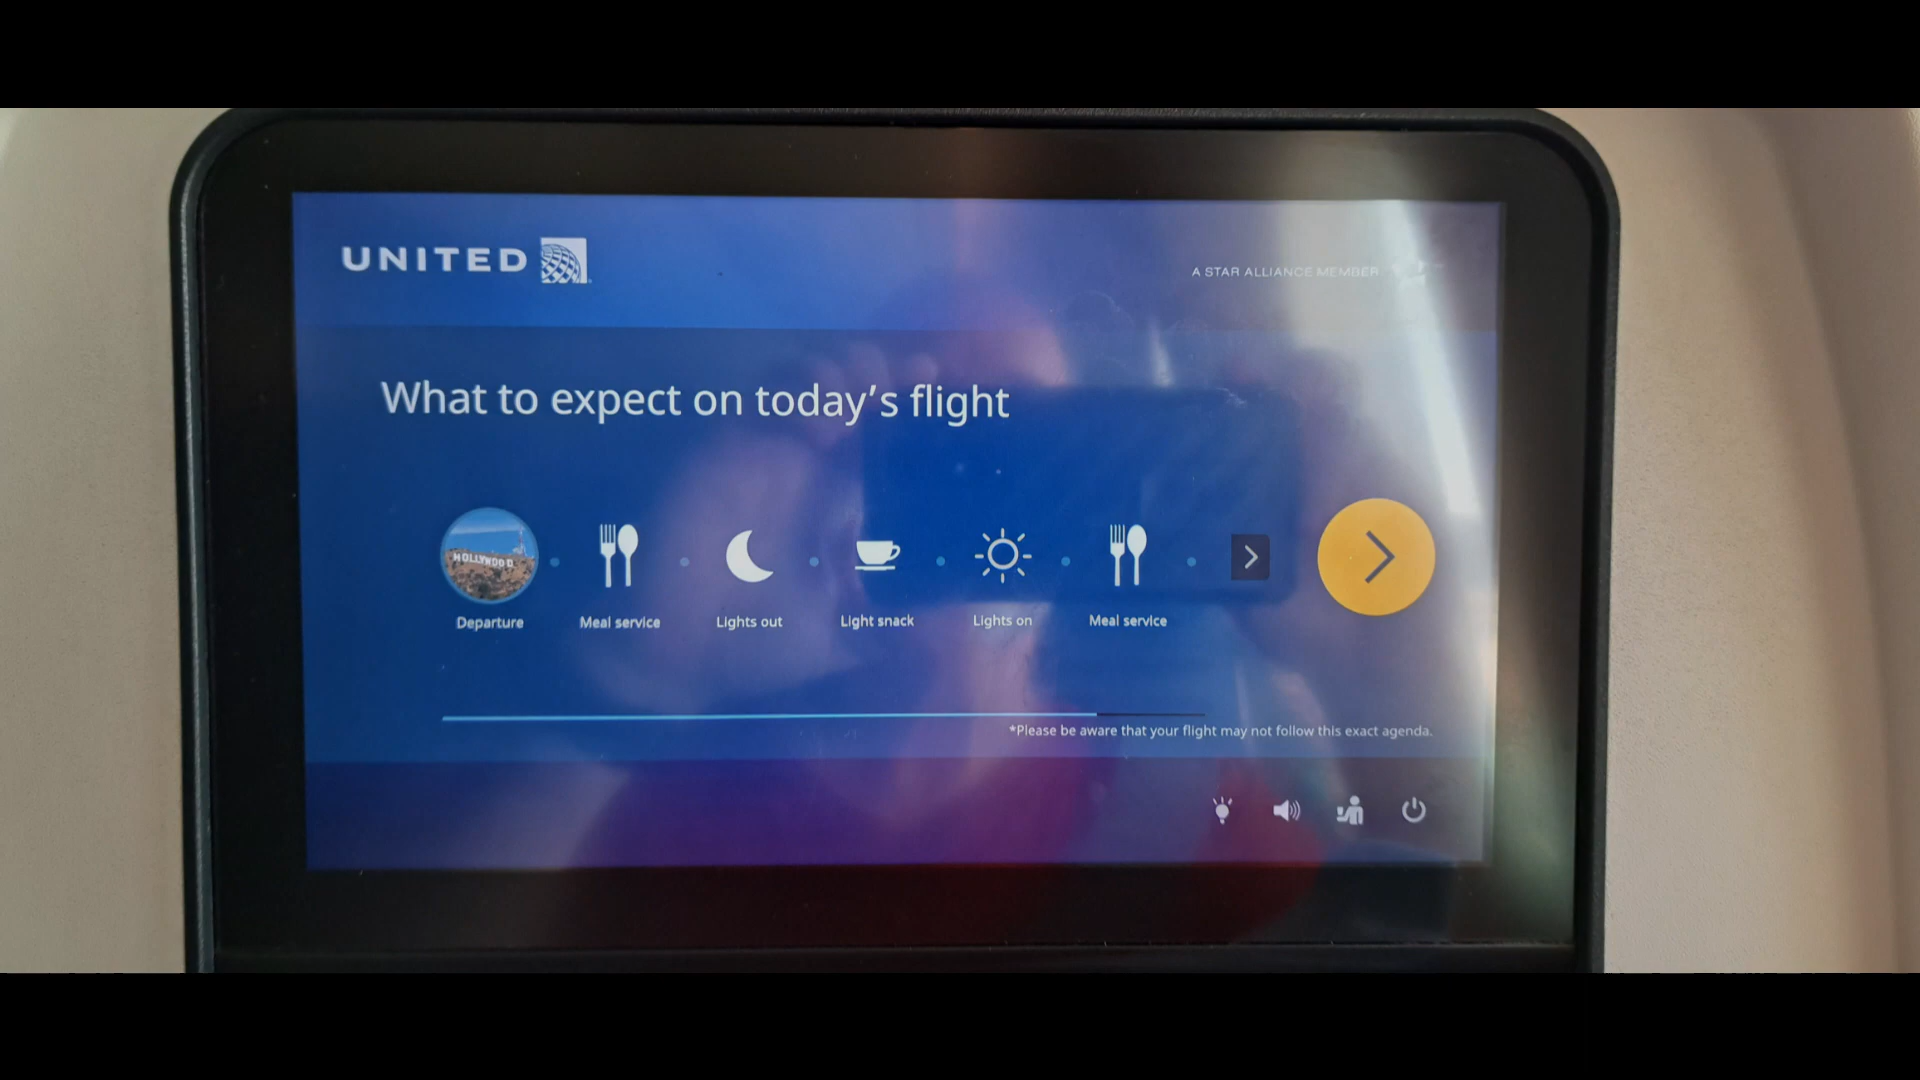 UNITED
A STAR ALLIANCE MEMBER
What to expect on today's flight
HOLLYWOOD
Departure
Meal service
Lights out
Light snack
Lights on
Meal service
*Please be aware that your flight may not follow this exact agenda.